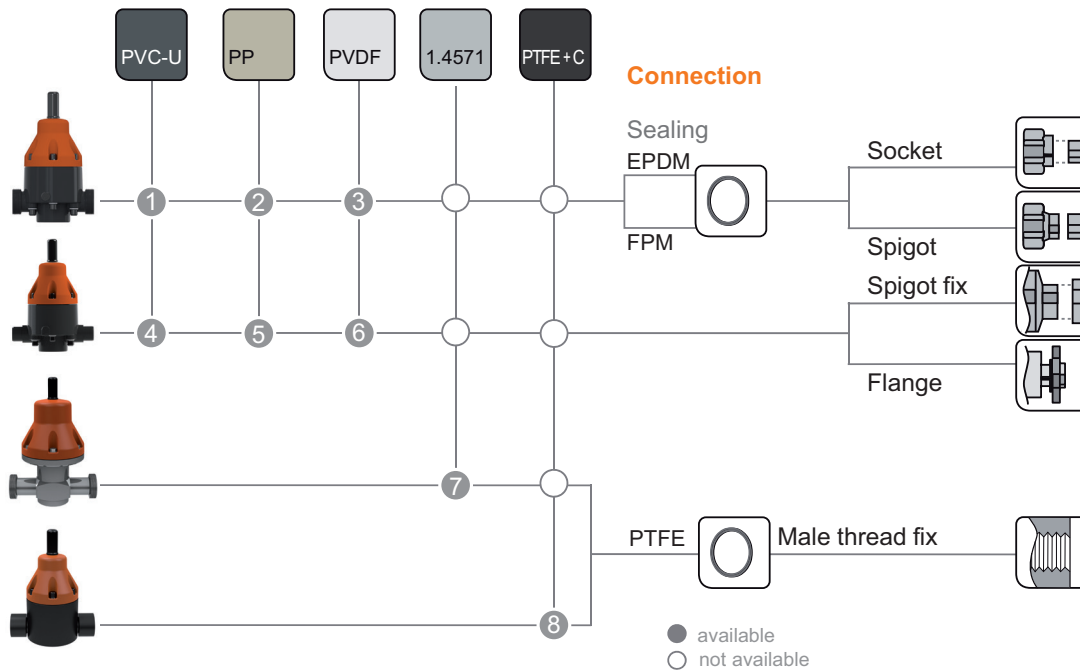 PVC-U
PP
PVDF
1.4571
PTFE+C
Connection
Sealing
EPDM
FPM
Socket
Spigot
Spigot fix
Flange
1
2
3
4
5
6
7
PTFE
Male thread fix
8
available
not available